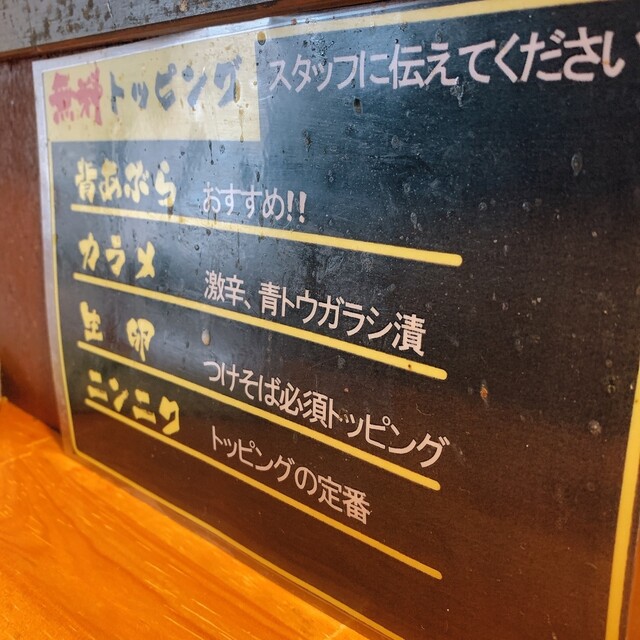 無料トッピング スタッフに伝えてください
背あぶら おすすめ!!
カラメ 激辛、青トウガラシ漬
生卵 つけそば必須トッピング
ニンニク トッピングの定番